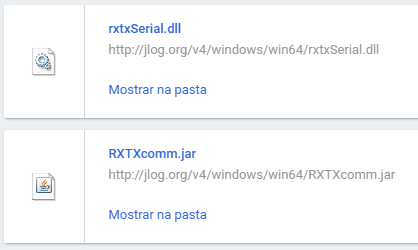 rxtxSerial.dll
http://jlog.org/v4/windows/win64/rxtxSerial.dll
Mostrar na pasta
RXTXcomm.jar
http://jlog.org/v4/windows/win64/RXTXcomm.jar
Mostrar na pasta